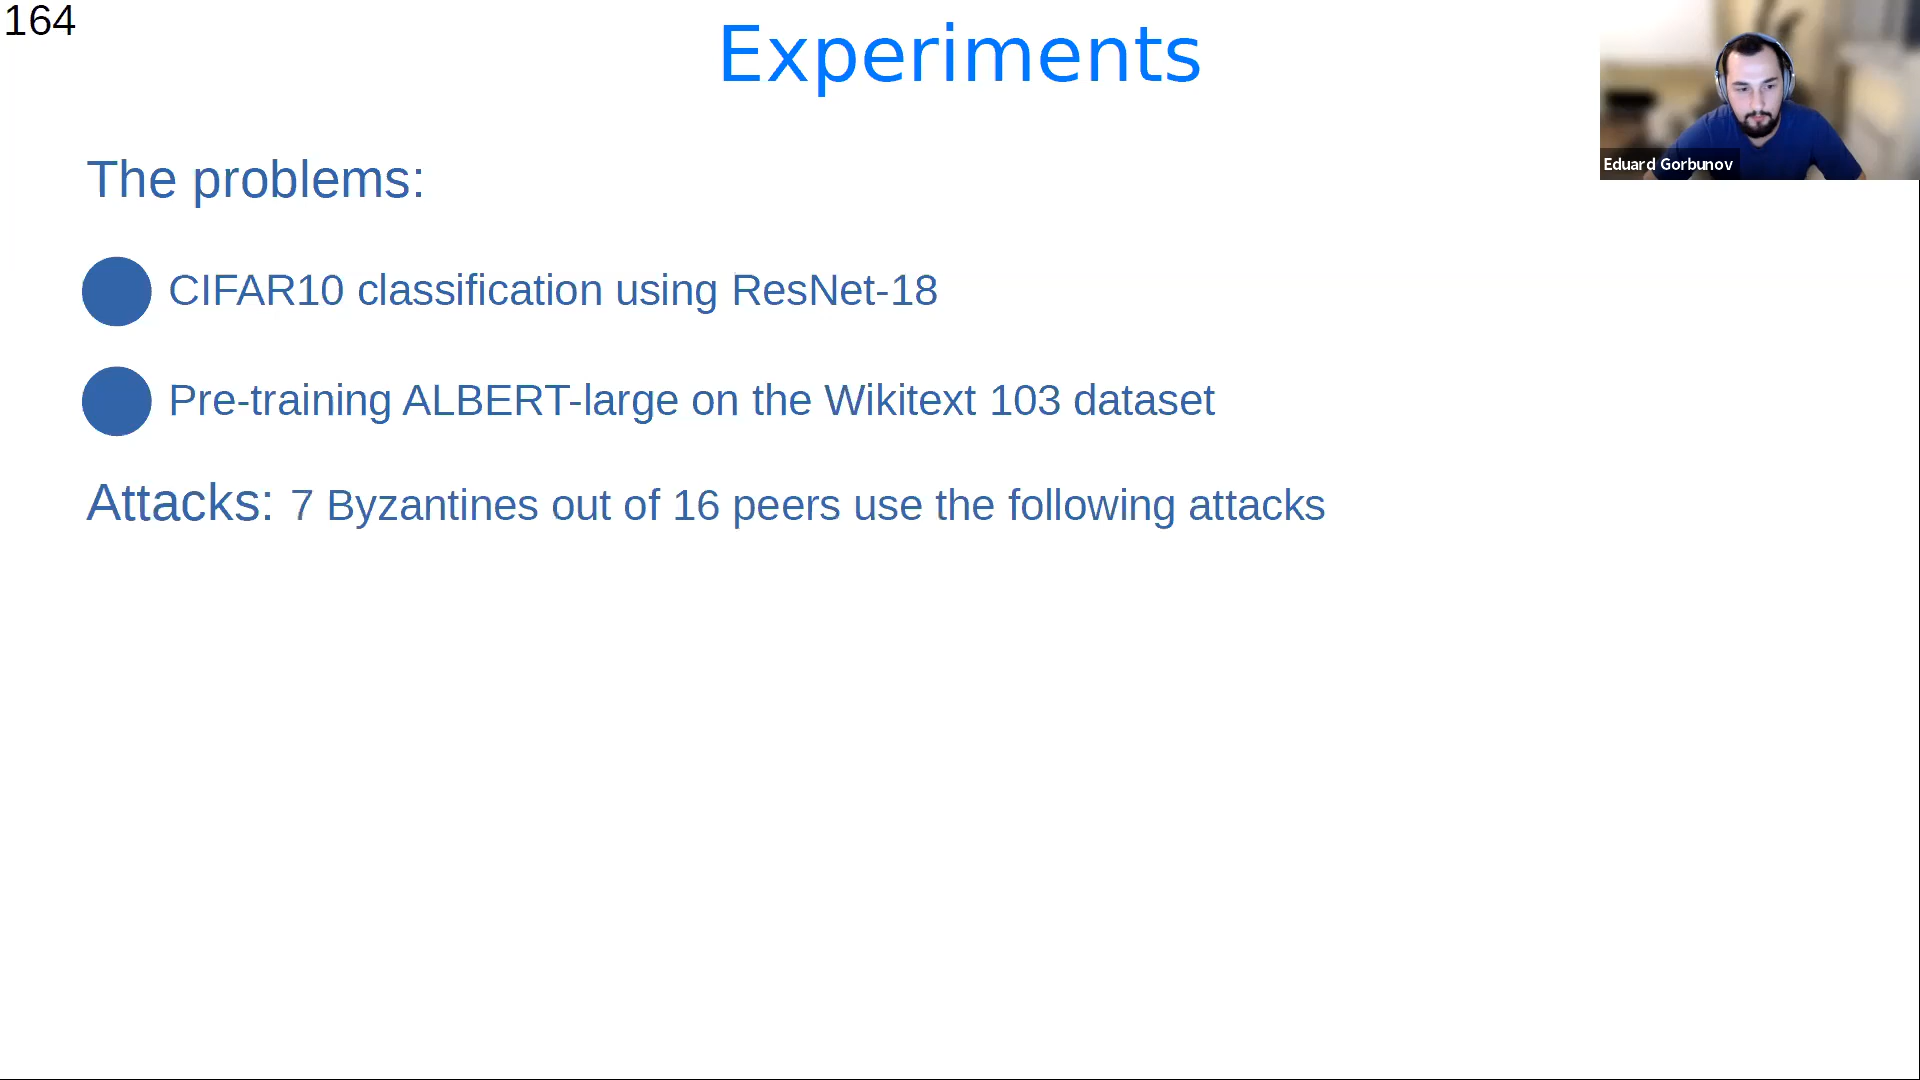 164
Experiments
Eduard Gorbunov
The problems:
CIFAR10 classification using ResNet-18
Pre-training ALBERT-large on the Wikitext 103 dataset
Attacks: 7 Byzantines out of 16 peers use the following attacks